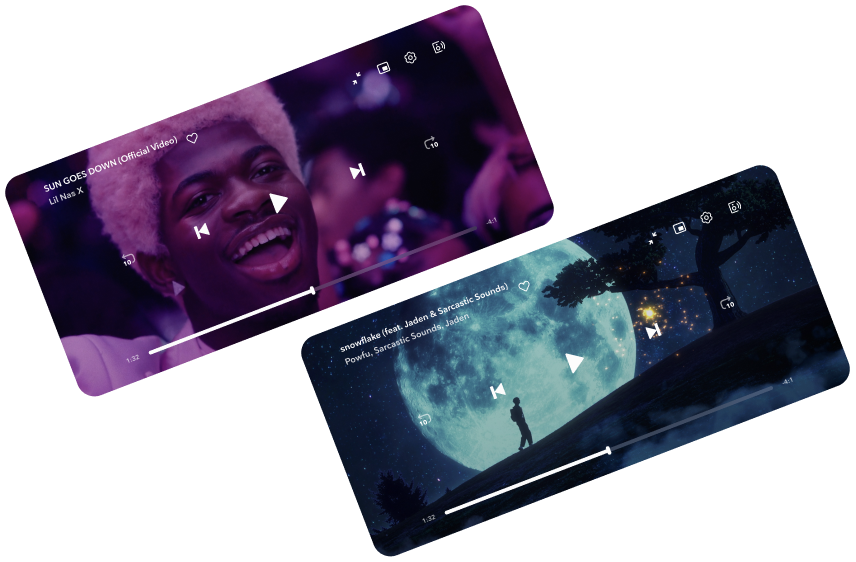 SUN GOES DOWN (Official Video)
Lil Nas X
10
10
1:32
-4:1
snowflake (feat. Jaden & Sarcastic Sounds)
Powfu, Sarcastic Sounds, Jaden
10
10
1:32
-4:1